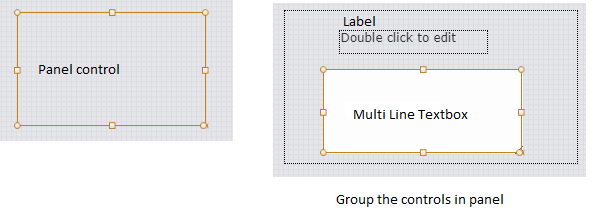 Panel control
Label
Double click to edit
Multi Line Textbox
Group the controls in panel